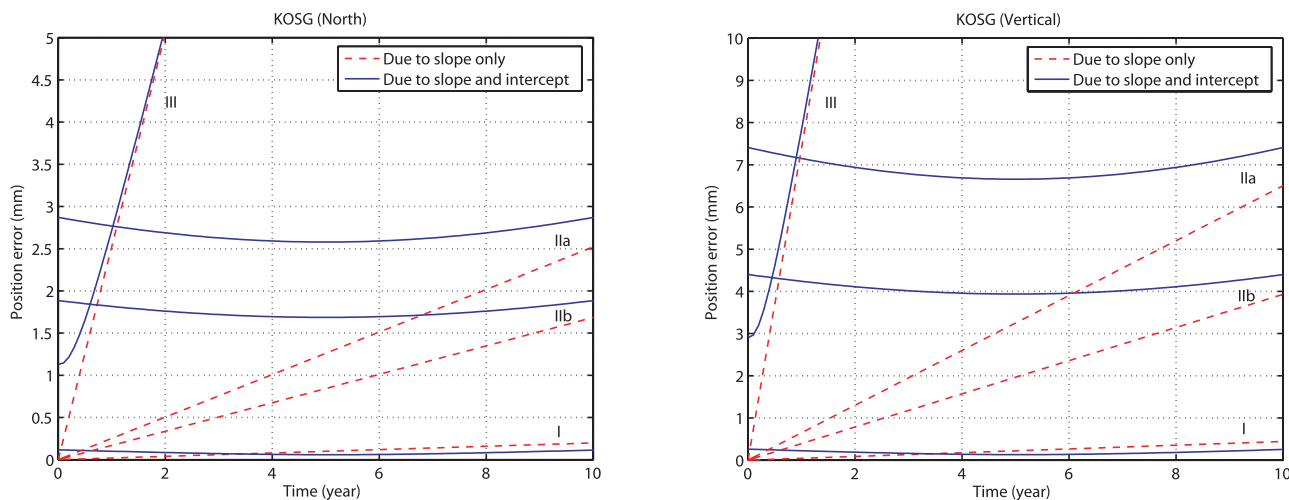 KOSG (North)
Position error (mm)
5
4.5
4
3.5
3
2.5
2
1.5
1
0.5
0
0
2
4
6
8
10
Time (year)
Due to slope only
Due to slope and intercept
III
IIa
IIb
I
KOSG (Vertical)
Position error (mm)
10
9
8
7
6
5
4
3
2
1
0
0
2
4
6
8
10
Time (year)
Due to slope only
Due to slope and intercept
III
IIa
IIb
I